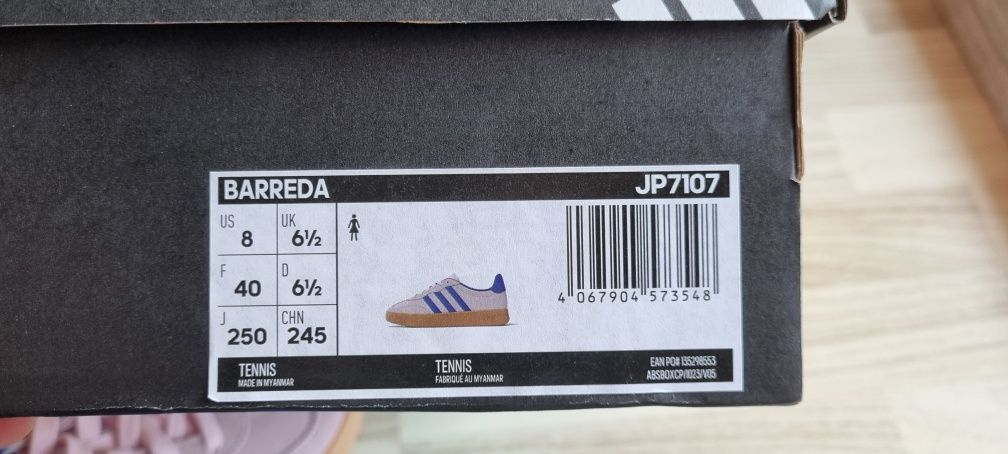 BARREDA JP7107
US 8 UK 6½
F 40 D 6½
J 250 CHN 245
4 067904 573548
TENNIS
MADE IN MYANMAR
TENNIS
FABRIQUÉ AU MYANMAR
EAN PO# 135298553
ABSBOXCP/1023/V05